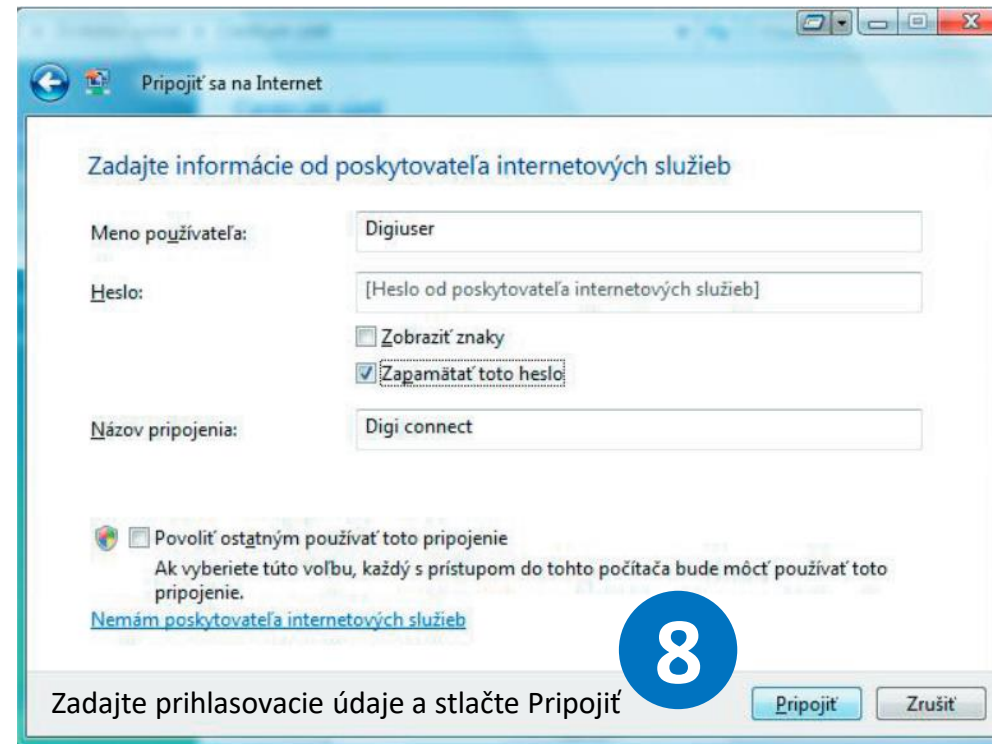 Pripojiť sa na Internet
Zadajte informácie od poskytovateľa internetových služieb
Meno používateľa:
Digiuser
Heslo:
[Heslo od poskytovateľa internetových služieb]
Zobraziť znaky
Zapamätať toto heslo
Názov pripojenia:
Digi connect
Povoliť ostatným používať toto pripojenie
Ak vyberiete túto voľbu, každý s prístupom do tohto počítača bude môcť používať toto
pripojenie.
Nemám poskytovateľa internetových služieb
8
Zadajte prihlasovacie údaje a stlačte Pripojiť
Pripojiť
Zrušiť